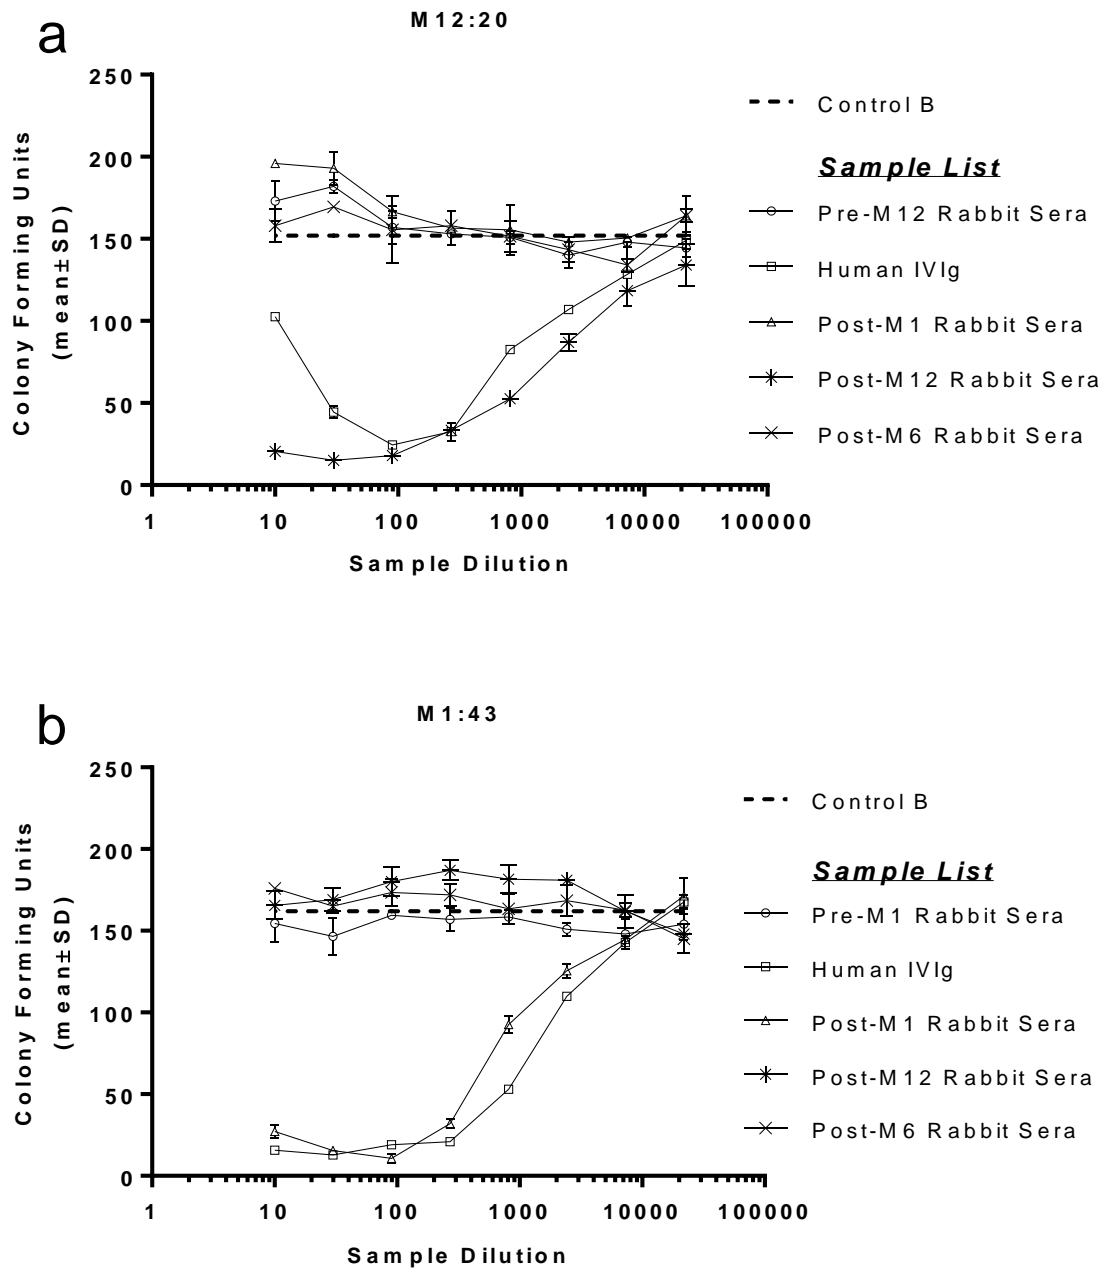 a
M12:20
250
200
150
100
50
0
Colony Forming Units
(mean±SD)
1 10 100 1000 10000 100000
Sample Dilution
Control B
Sample List
Pre-M12 Rabbit Sera
Human IVIg
Post-M1 Rabbit Sera
Post-M12 Rabbit Sera
Post-M6 Rabbit Sera
b
M1:43
250
200
150
100
50
0
Colony Forming Units
(mean±SD)
1 10 100 1000 10000 100000
Sample Dilution
Control B
Sample List
Pre-M1 Rabbit Sera
Human IVIg
Post-M1 Rabbit Sera
Post-M12 Rabbit Sera
Post-M6 Rabbit Sera